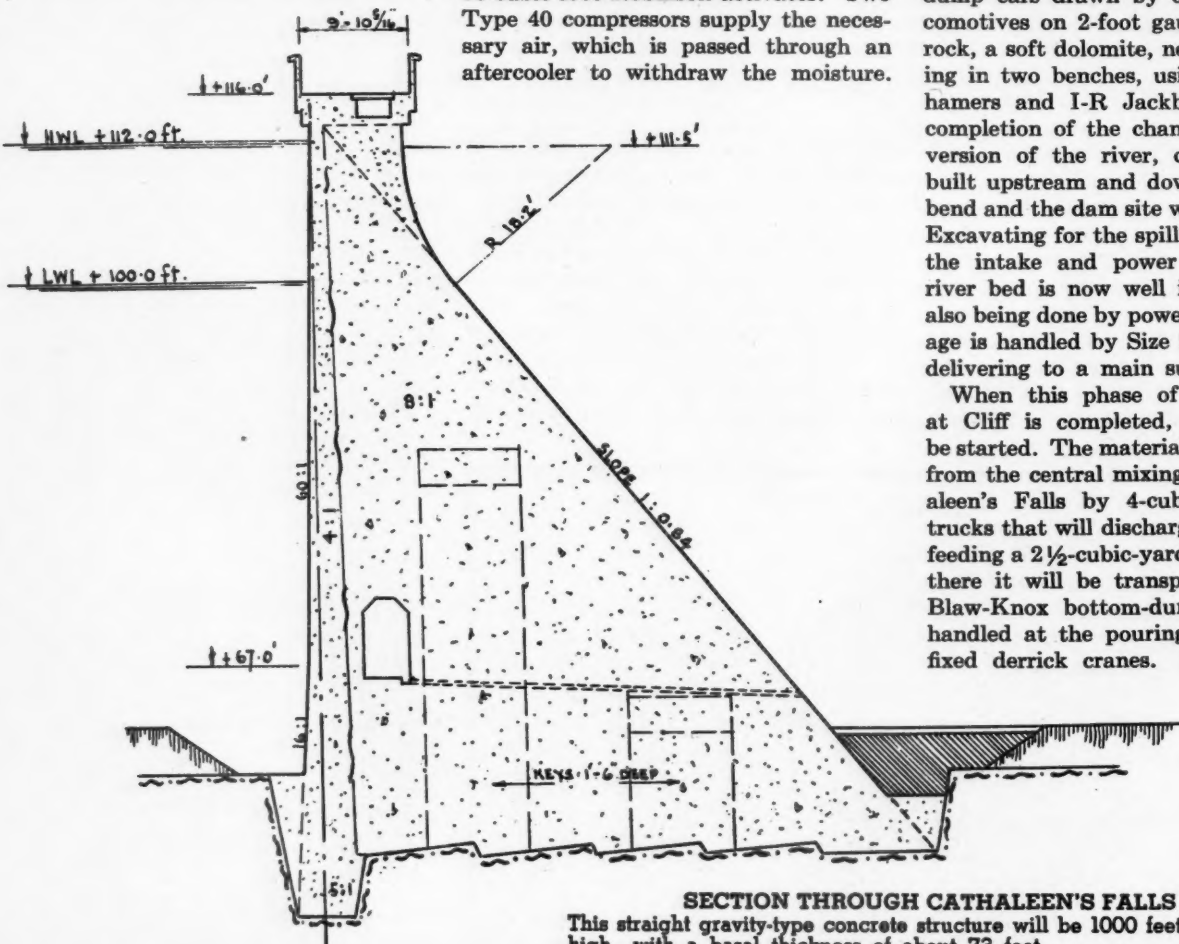 Type 40 compressors supply the neces-
sary air, which is passed through an
aftercooler to withdraw the moisture.
comotives on 2-foot gau
rock, a soft dolomite, ne
ing in two benches, usi
hamers and I-R Jackh
completion of the chan
version of the river, c
built upstream and dov
bend and the dam site w
Excavating for the spill
the intake and power
river bed is now well i
also being done by powe
age is handled by Size
delivering to a main su
When this phase of
at Cliff is completed,
be started. The materia
from the central mixing
aleen's Falls by 4-cub
trucks that will discharg
feeding a 2½-cubic-yard
there it will be transp
Blaw-Knox bottom-dur
handled at the pouring
fixed derrick cranes.
9'-10 5/16"
+116.0'
HWL +112.0 ft.
+111.5'
R 18.2'
LWL + 100.0 ft.
8:1
SLOPE 1:0.84
60:1
4:1
+67.0'
16:1
KEYS 1'-6" DEEP
5:1
SECTION THROUGH CATHALEEN'S FALLS
This straight gravity-type concrete structure will be 1000 feet